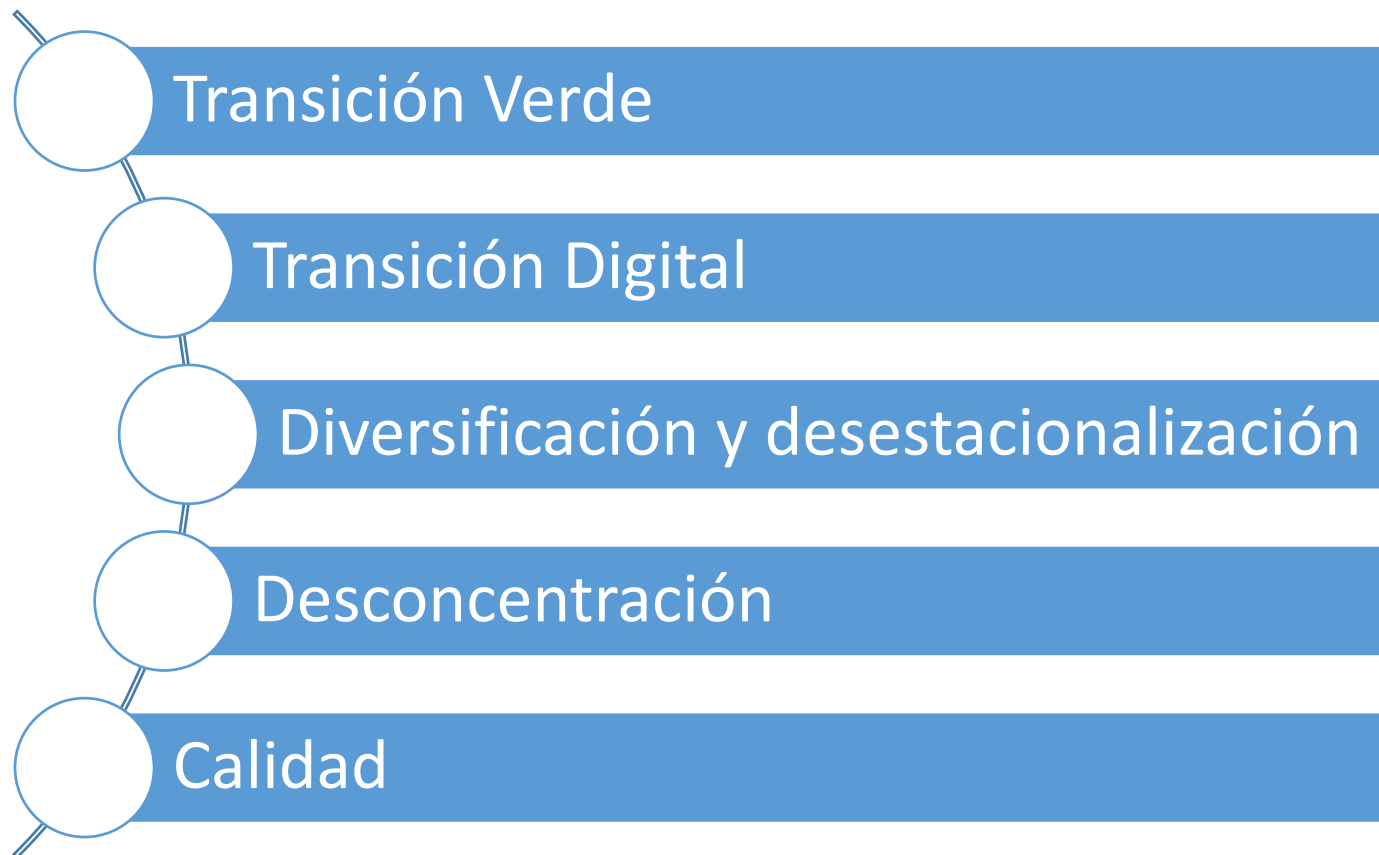 Transición Verde
Transición Digital
Diversificación y desestacionalización
Desconcentración
Calidad